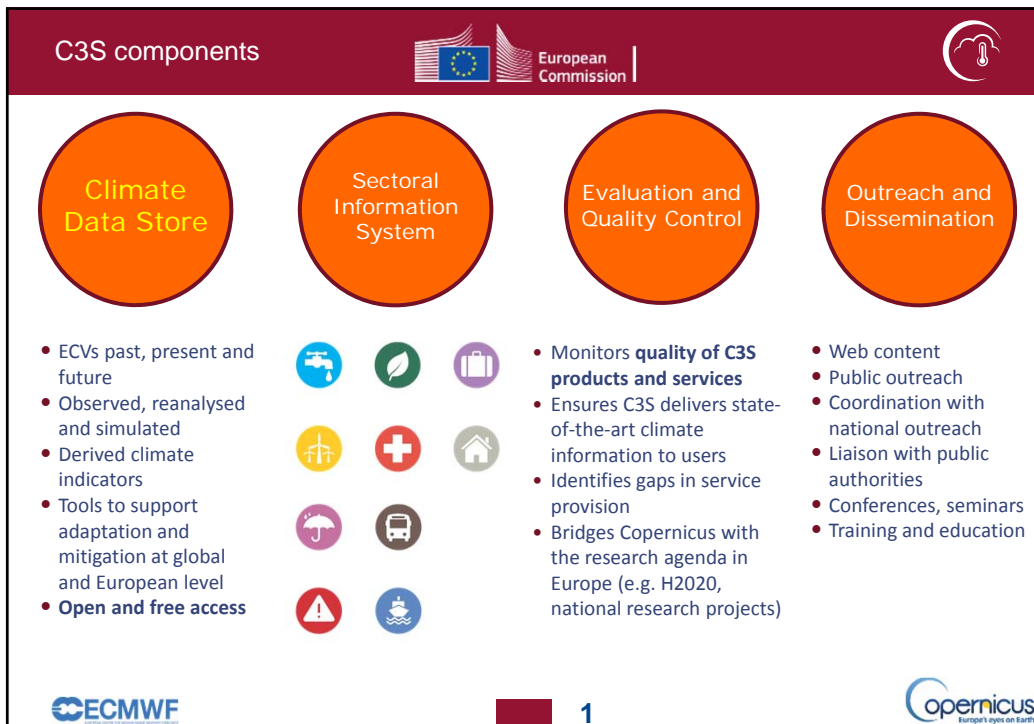 C3S components
European
Commission
Climate
Data Store
Sectoral
Information
System
Evaluation and
Quality Control
Outreach and
Dissemination
• ECVs past, present and
future
• Observed, reanalysed
and simulated
• Derived climate
indicators
• Tools to support
adaptation and
mitigation at global
and European level
• Open and free access
• Monitors quality of C3S
products and services
• Ensures C3S delivers state-
of-the-art climate
information to users
• Identifies gaps in service
provision
• Bridges Copernicus with
the research agenda in
Europe (e.g. H2020,
national research projects)
• Web content
• Public outreach
• Coordination with
national outreach
• Liaison with public
authorities
• Conferences, seminars
• Training and education
ECMWF
1
Copernicus
Europe's eyes on Earth